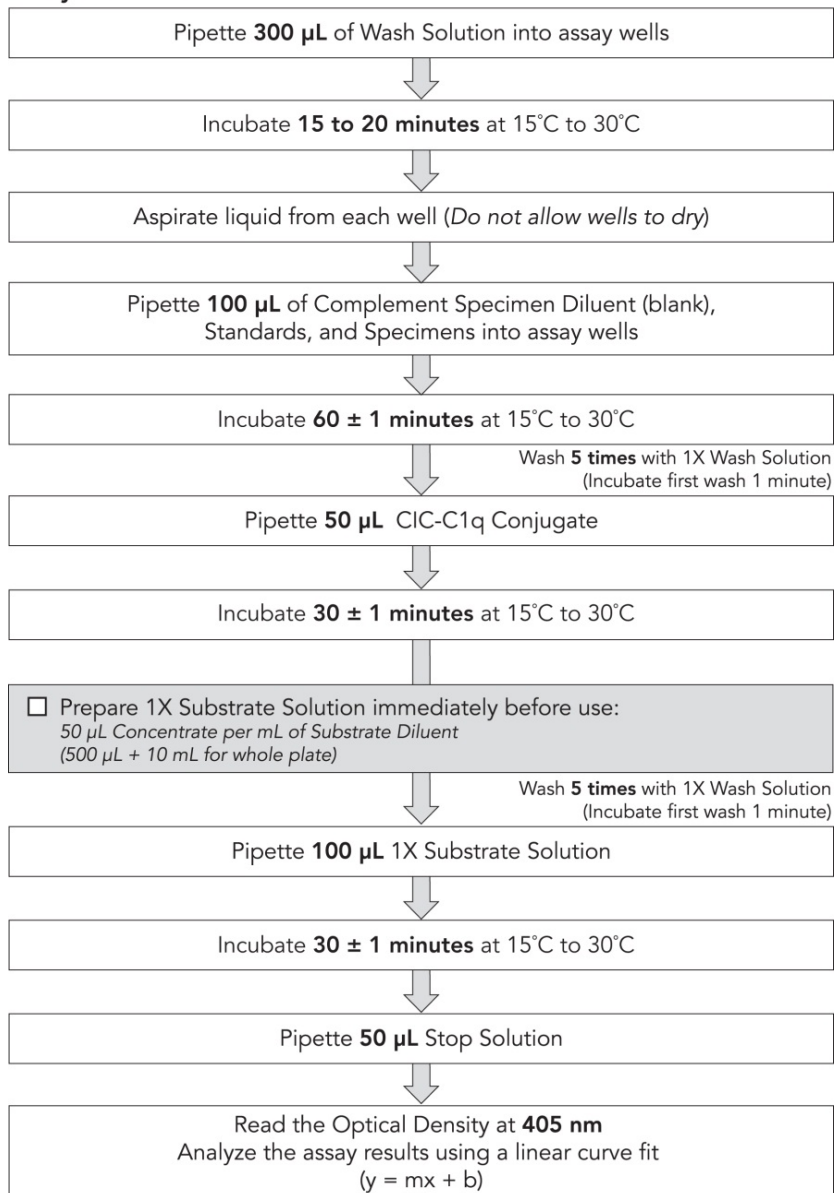 Pipette 300 µL of Wash Solution into assay wells
Incubate 15 to 20 minutes at 15˚C to 30˚C
Aspirate liquid from each well (Do not allow wells to dry)
Pipette 100 µL of Complement Specimen Diluent (blank),
Standards, and Specimens into assay wells
Incubate 60 ± 1 minutes at 15˚C to 30˚C
Wash 5 times with 1X Wash Solution
(Incubate first wash 1 minute)
Pipette 50 µL CIC-C1q Conjugate
Incubate 30 ± 1 minutes at 15˚C to 30˚C
Prepare 1X Substrate Solution immediately before use:
50 µL Concentrate per mL of Substrate Diluent
(500 µL + 10 mL for whole plate)
Wash 5 times with 1X Wash Solution
(Incubate first wash 1 minute)
Pipette 100 µL 1X Substrate Solution
Incubate 30 ± 1 minutes at 15˚C to 30˚C
Pipette 50 µL Stop Solution
Read the Optical Density at 405 nm
Analyze the assay results using a linear curve fit
(y = mx + b)